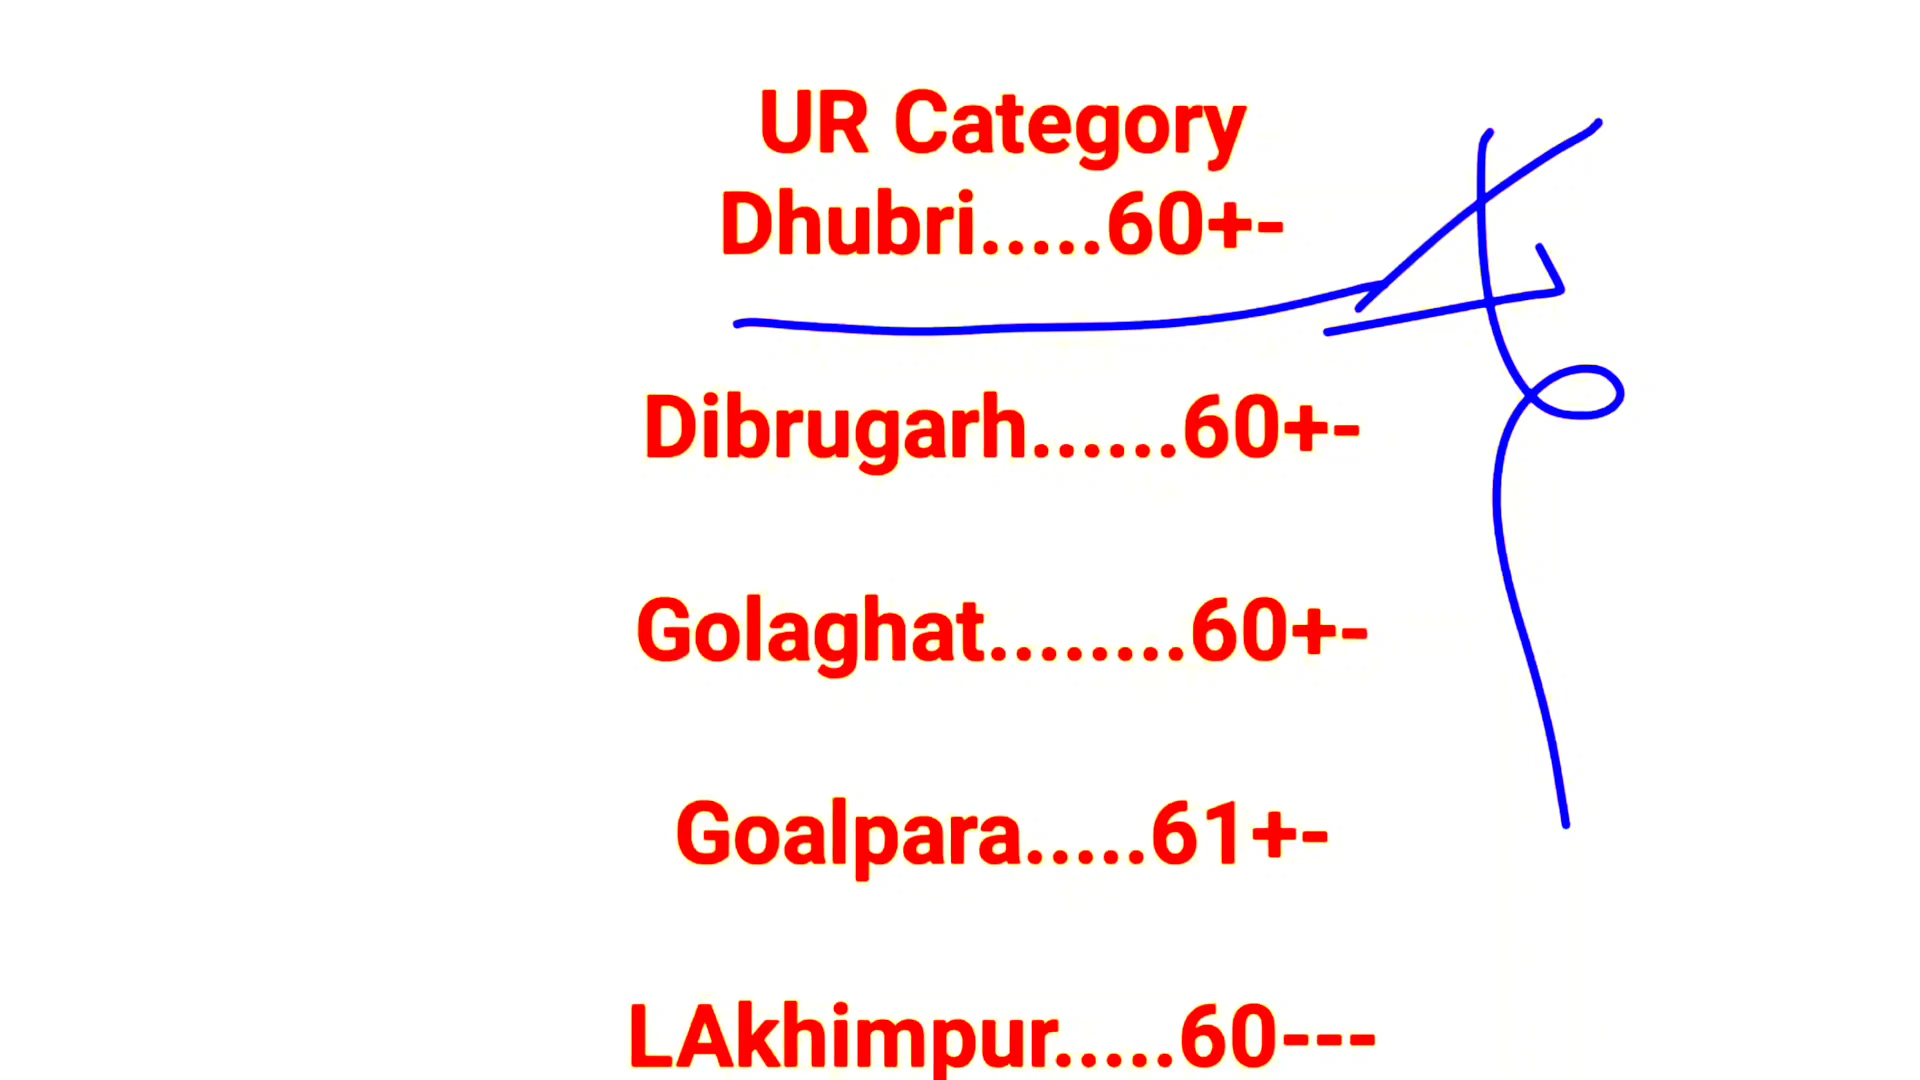 UR Category
Dhubri.....60+-
Dibrugarh......60+-
Golaghat........60+-
Goalpara.....61+-
LAkhimpur.....60---